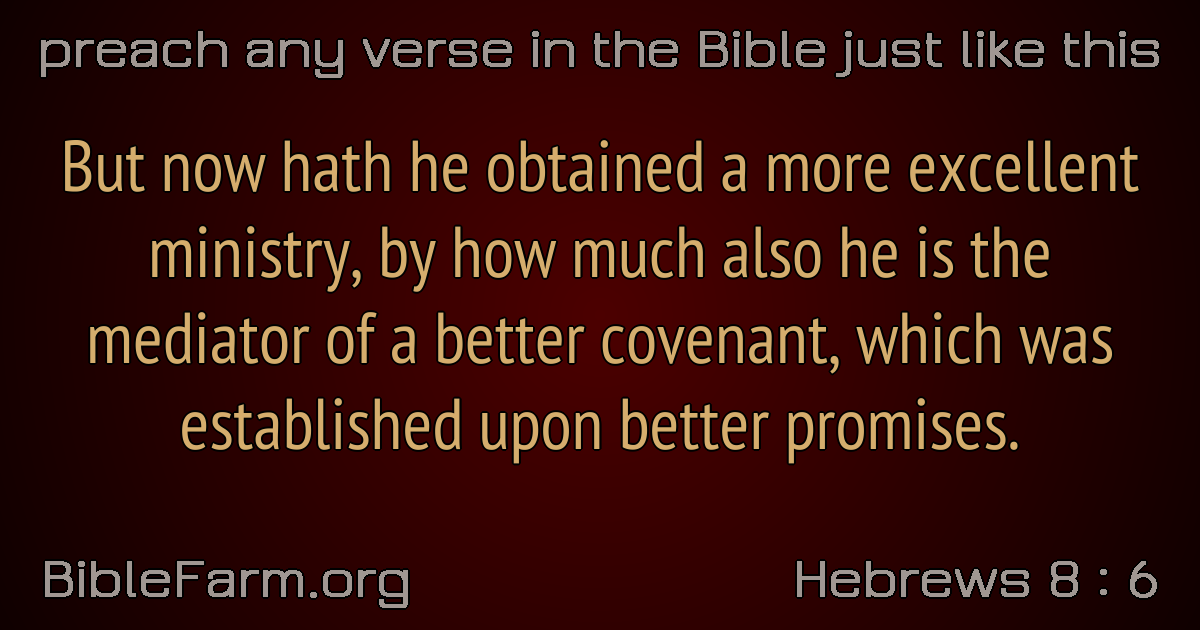 preach any verse in the Bible just like this
But now hath he obtained a more excellent
ministry, by how much also he is the
mediator of a better covenant, which was
established upon better promises.
BibleFarm.org
Hebrews 8 : 6